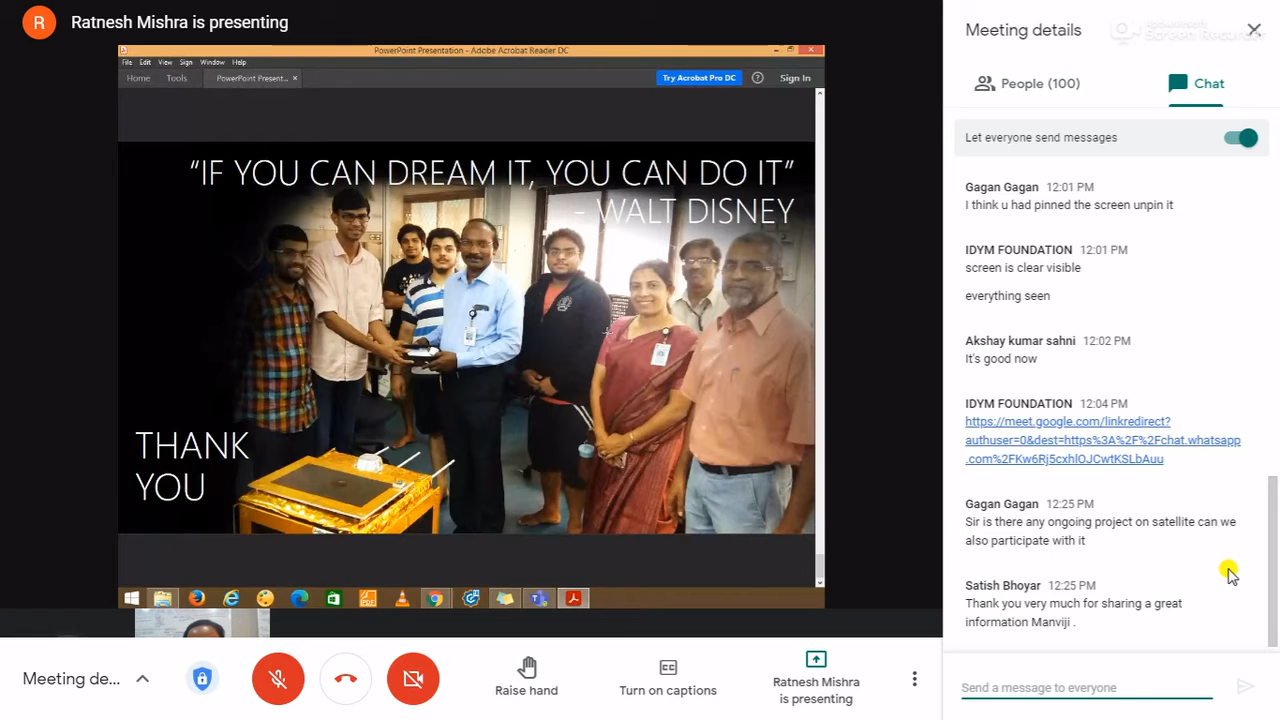 R
Ratnesh Mishra is presenting
PowerPoint Presentation - Adobe Acrobat Reader DC
File Edit View Sign Window Help
Home Tools PowerPoint Present... ×
Try Acrobat Pro DC
?
Sign In
“IF YOU CAN DREAM IT, YOU CAN DO IT”
- WALT DISNEY
THANK
YOU
Meeting de...
Raise hand
CC
Turn on captions
Ratnesh Mishra
is presenting
Meeting details
Screen Recorder
People (100)
Chat
Let everyone send messages
Gagan Gagan 12:01 PM
I think u had pinned the screen unpin it
IDYM FOUNDATION 12:01 PM
screen is clear visible
everything seen
Akshay kumar sahni 12:02 PM
It's good now
IDYM FOUNDATION 12:04 PM
https://meet.google.com/linkredirect?
authuser=0&dest=https%3A%2F%2Fchat.whatsapp
.com%2FKw6Rj5cxhlOJCwtKSLbAuu
Gagan Gagan 12:25 PM
Sir is there any ongoing project on satellite can we
also participate with it
Satish Bhoyar 12:25 PM
Thank you very much for sharing a great
information Manviji .
Send a message to everyone